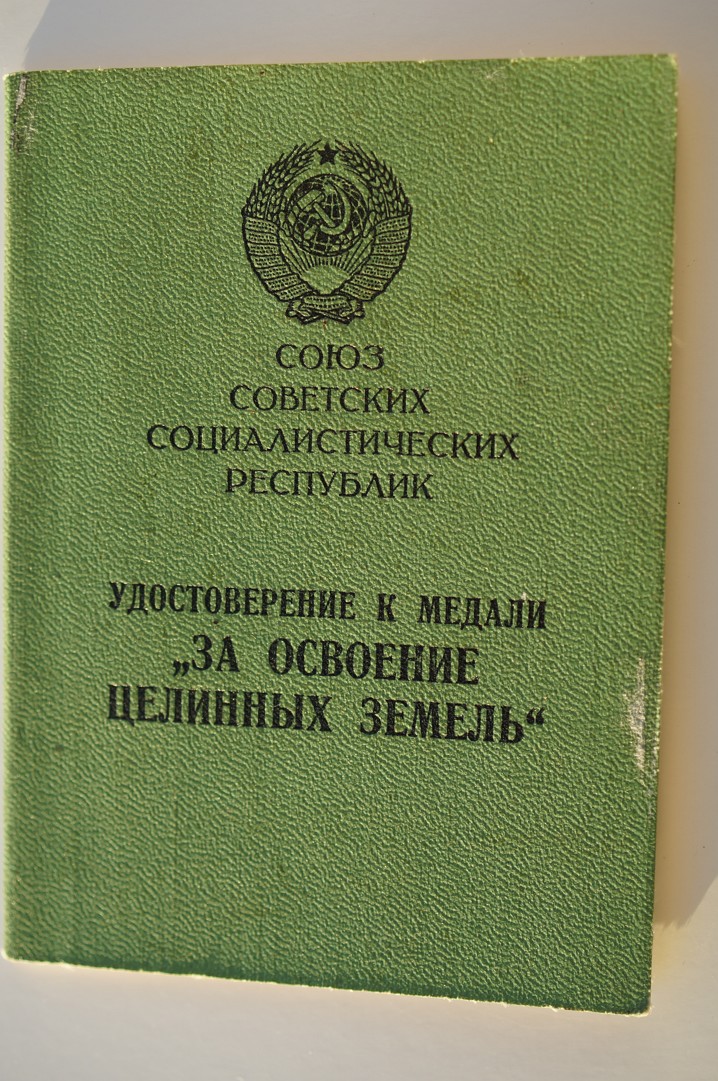 СОЮЗ
СОВЕТСКИХ
СОЦИАЛИСТИЧЕСКИХ
РЕСПУБЛИК
УДОСТОВЕРЕНИЕ К МЕДАЛИ
„ЗА ОСВОЕНИЕ
ЦЕЛИННЫХ ЗЕМЕЛЬ“